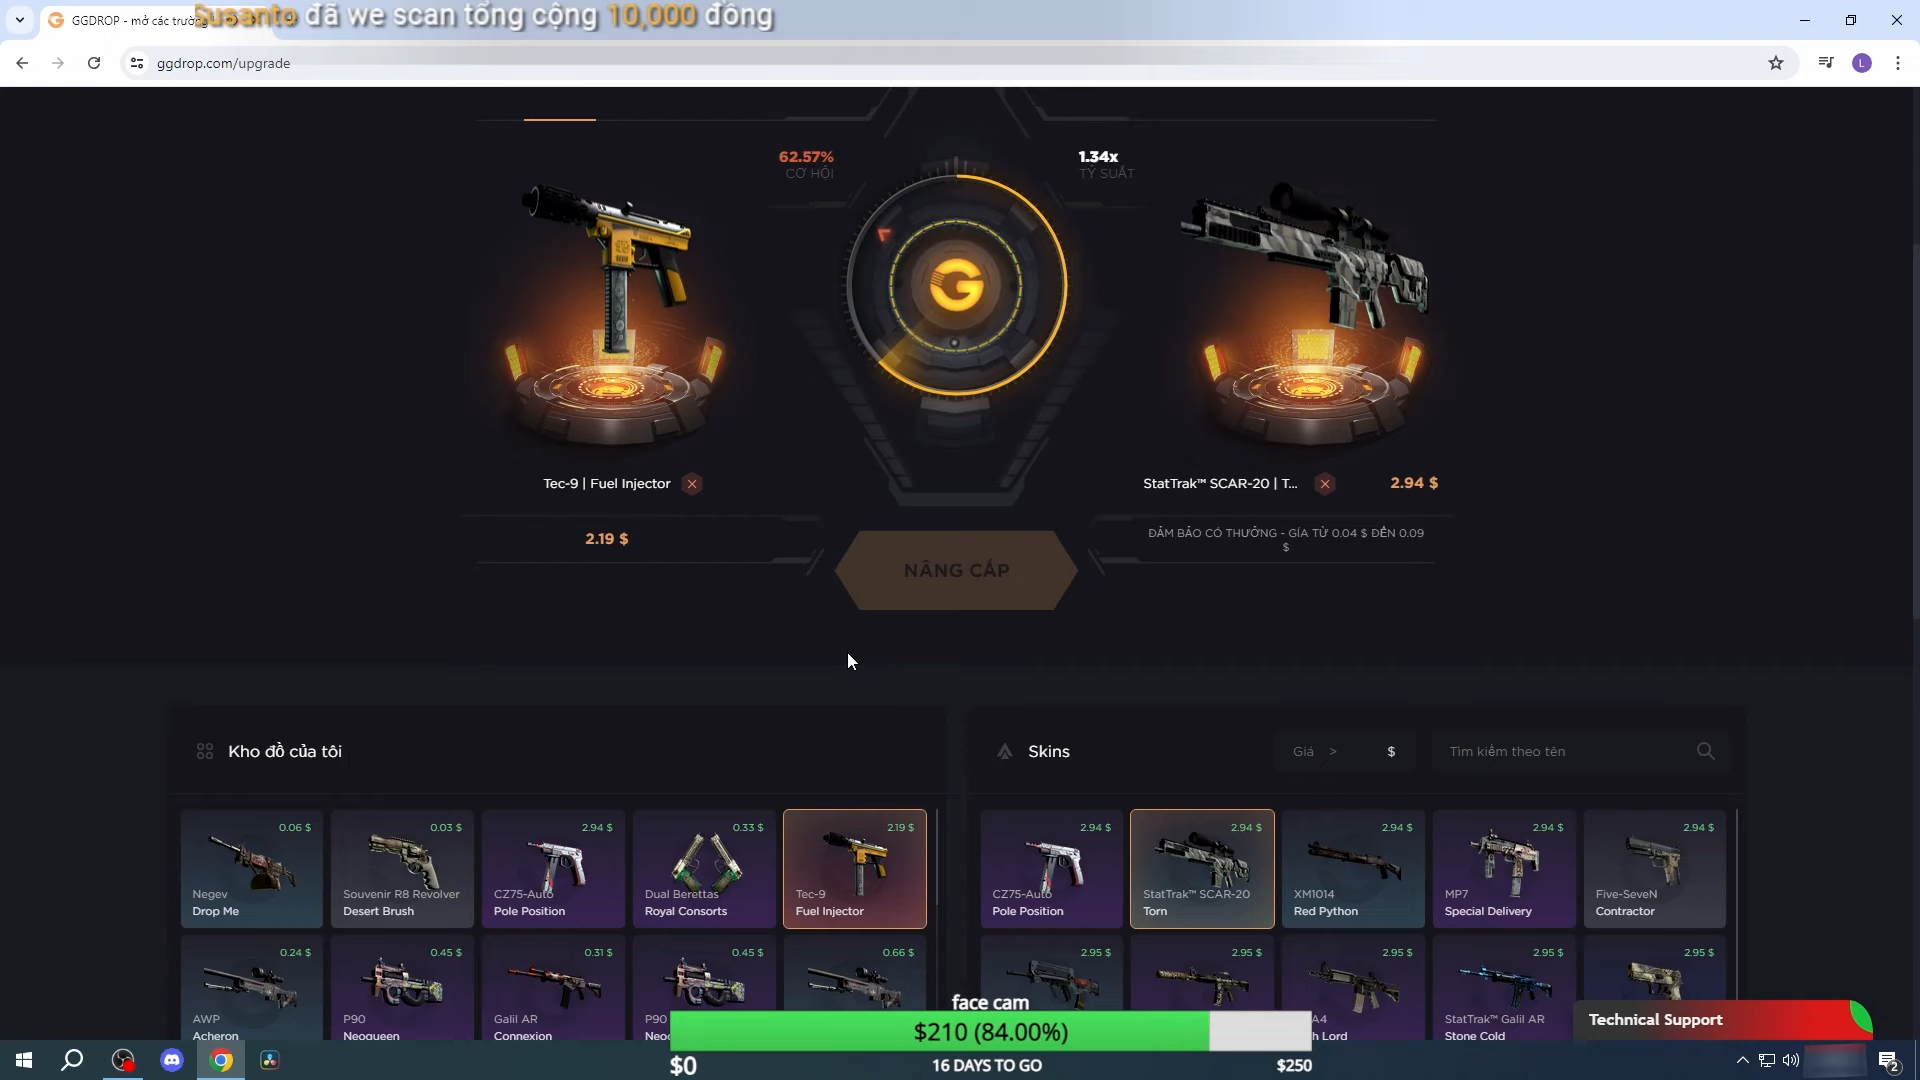 GGDROP - mở các trường
Susanto đã we scan tổng cộng 10,000 đồng
ggdrop.com/upgrade
L
62.57%
CƠ HỘI
1.34x
TỶ SUẤT
Tec-9 | Fuel Injector
StatTrak™ SCAR-20 | T...
2.94 $
2.19 $
ĐẢM BẢO CÓ THƯỞNG - GIÁ TỪ 0.04 $ ĐẾN 0.09
$
NÂNG CẤP
Kho đồ của tôi
Skins
Giá >
$
Tìm kiếm theo tên
0.06 $
Negev
Drop Me
0.03 $
Souvenir R8 Revolver
Desert Brush
2.94 $
CZ75-Auto
Pole Position
0.33 $
Dual Berettas
Royal Consorts
2.19 $
Tec-9
Fuel Injector
2.94 $
CZ75-Auto
Pole Position
2.94 $
StatTrak™ SCAR-20
Torn
2.94 $
XM1014
Red Python
2.94 $
MP7
Special Delivery
2.94 $
Five-SeveN
Contractor
0.24 $
AWP
Acheron
0.45 $
P90
Neoqueen
0.31 $
Galil AR
Connexion
0.45 $
P90
0.66 $
2.95 $
2.95 $
2.95 $
2.95 $
StatTrak™ Galil AR
Stone Cold
2.95 $
face cam
$210 (84.00%)
$0
16 DAYS TO GO
$250
Technical Support
2